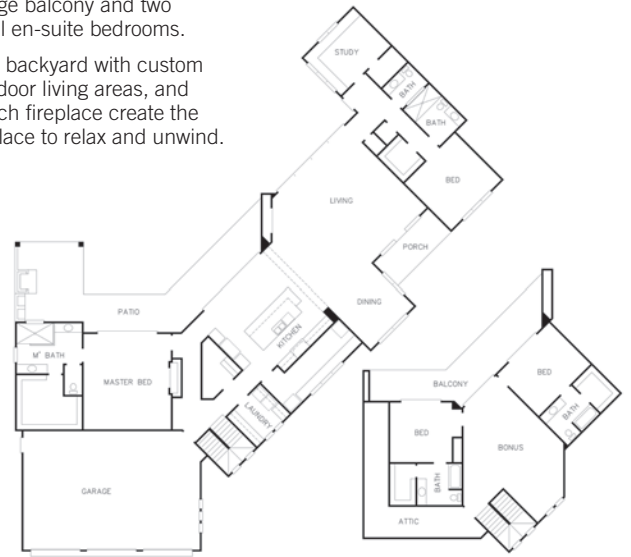 ge balcony and two
l en-suite bedrooms.
backyard with custom
door living areas, and
ch fireplace create the
lace to relax and unwind.
STUDY
BATH
BATH
BED
LIVING
PORCH
DINING
PATIO
KITCHEN
Mº BATH
MASTER BED
LAUNDRY
GARAGE
BALCONY
BED
BED
BATH
BONUS
BATH
ATTIC